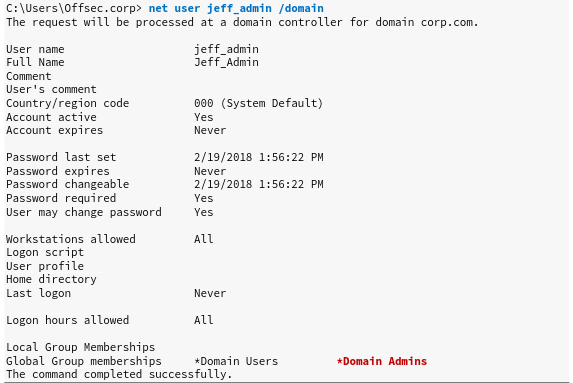 C:\Users\Offsec.corp> net user jeff_admin /domain
The request will be processed at a domain controller for domain corp.com.
User name jeff_admin
Full Name Jeff_Admin
Comment
User's comment
Country/region code 000 (System Default)
Account active Yes
Account expires Never
Password last set 2/19/2018 1:56:22 PM
Password expires Never
Password changeable 2/19/2018 1:56:22 PM
Password required Yes
User may change password Yes
Workstations allowed All
Logon script
User profile
Home directory
Last logon Never
Logon hours allowed All
Local Group Memberships
Global Group memberships *Domain Users *Domain Admins
The command completed successfully.